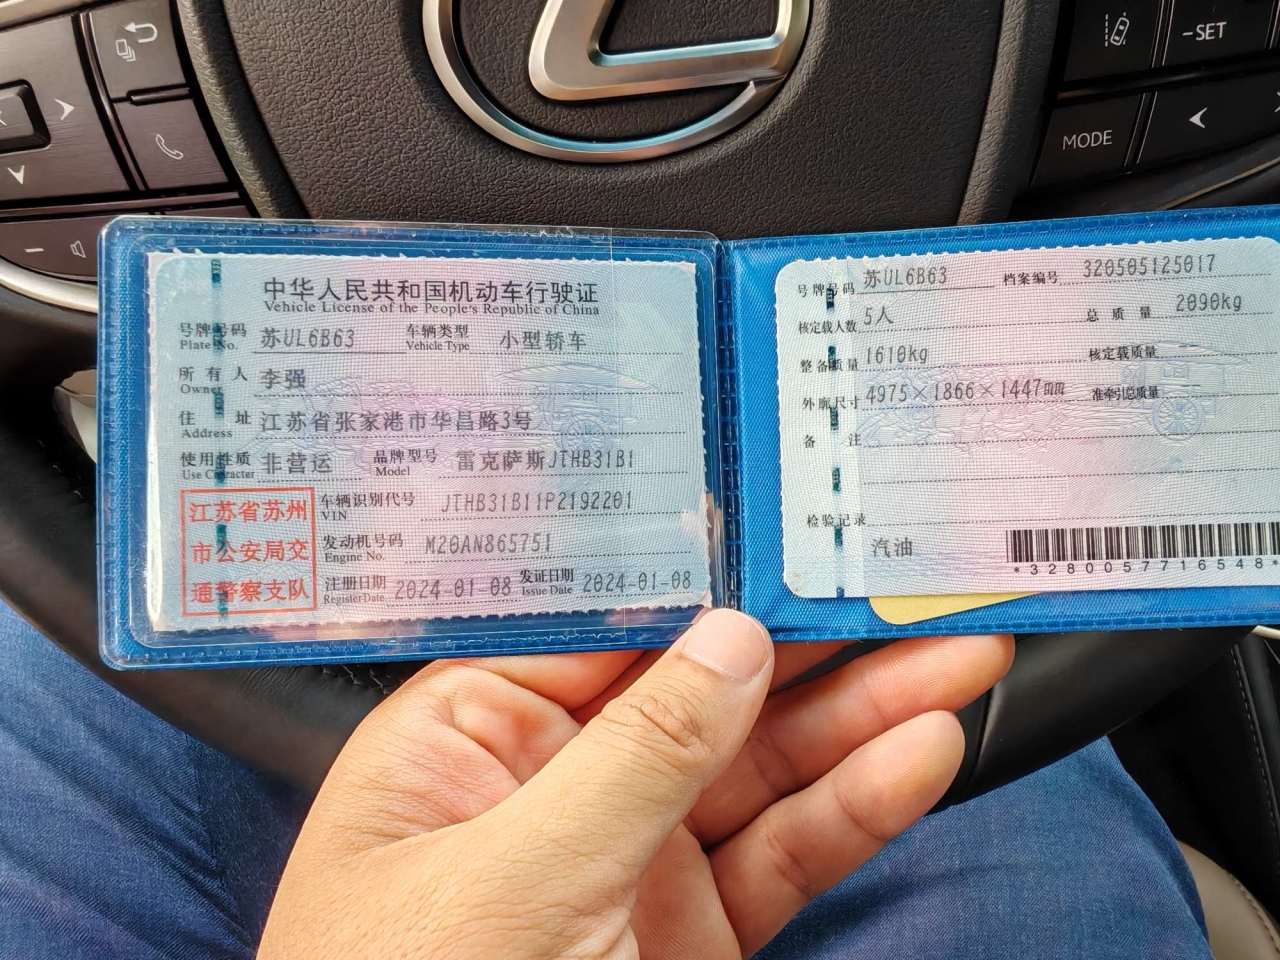 -SET
MODE
中华人民共和国机动车行驶证
Vehicle License of the People's Republic of China
号牌号码 苏UL6B63 车辆类型 小型轿车
Plate No. Vehicle Type
所有人 李强
Owner
住址 江苏省张家港市华昌路3号
Address
使用性质 非营运 品牌型号 雷克萨斯JTHB31B1
Use Character Model
江苏省苏州
市公安局交
通警察支队
车辆识别代号 JTHB31B11P2192201
VIN
发动机号码 M20AN865751
Engine No.
注册日期 2024-01-08 发证日期 2024-01-08
Register Date Issue Date
号牌号码 苏UL6B63 档案编号 320505125017
核定载人数 5人 总质量 2090kg
整备质量 1610kg 核定载质量
外廓尺寸 4975×1866×1447mm 准牵引总质量
备注
检验记录
汽油
*3280057716548*